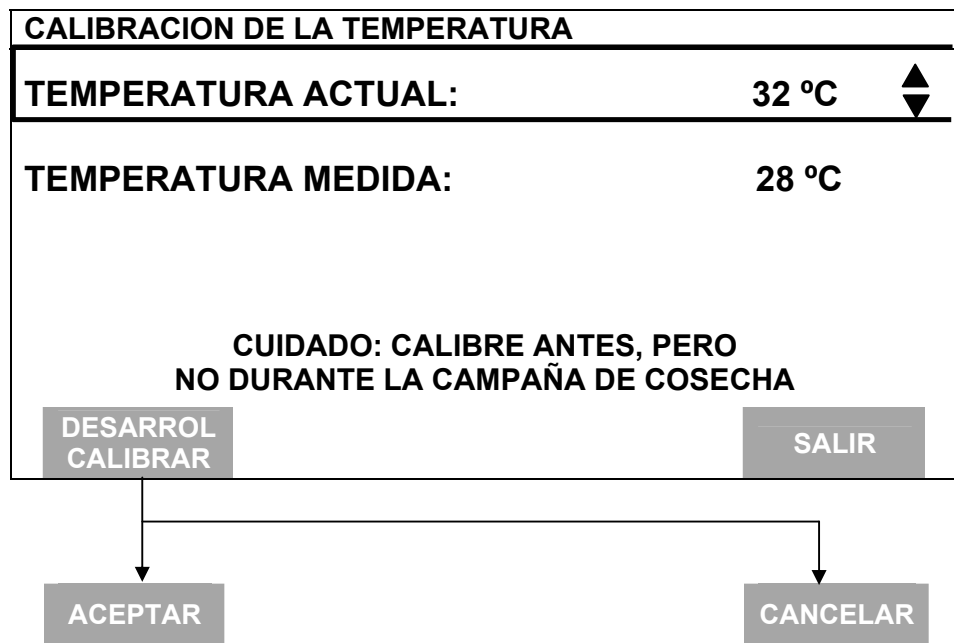 CALIBRACION DE LA TEMPERATURA
TEMPERATURA ACTUAL: 32 ºC
TEMPERATURA MEDIDA: 28 ºC
CUIDADO: CALIBRE ANTES, PERO
NO DURANTE LA CAMPAÑA DE COSECHA
DESARROL
CALIBRAR
SALIR
ACEPTAR
CANCELAR